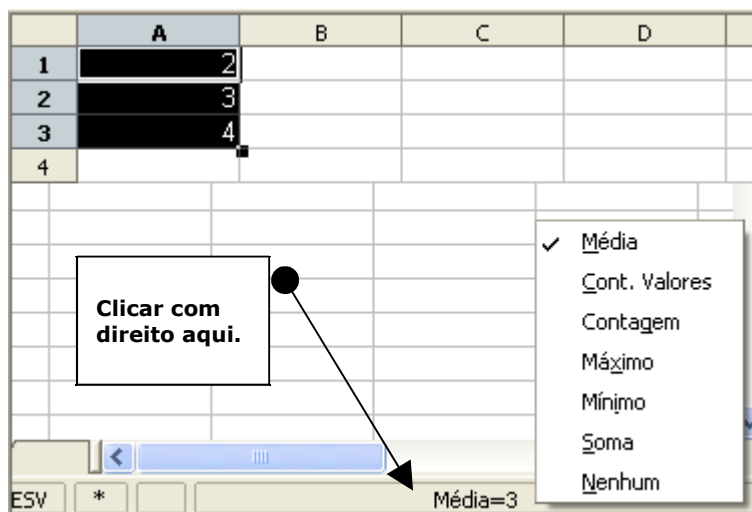 A B C D
1 2
2 3
3 4
4
Média
Cont. Valores
Clicar com
direito aqui.
Contagem
Máximo
Mínimo
Soma
Nenhum
ESV * Média=3